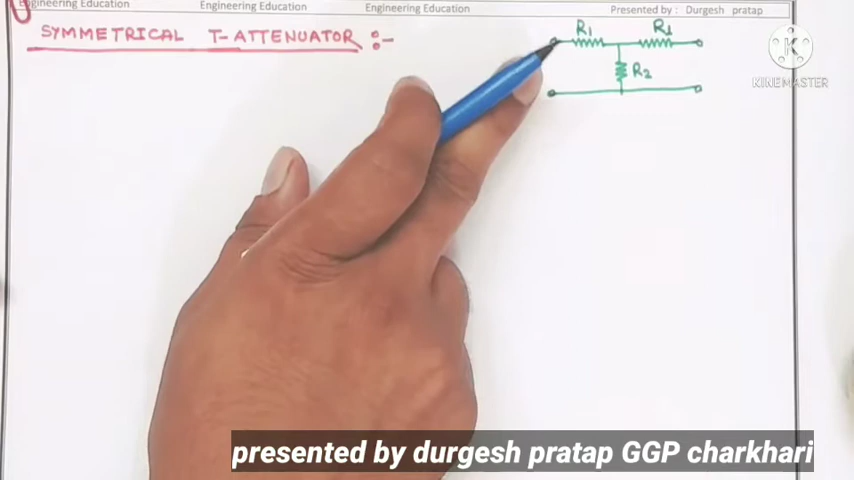 Engineering Education Engineering Education Engineering Education Presented by : Durgesh pratap
SYMMETRICAL T-ATTENUATOR :-
R1 R1
R2
KINEMASTER
presented by durgesh pratap GGP charkhari